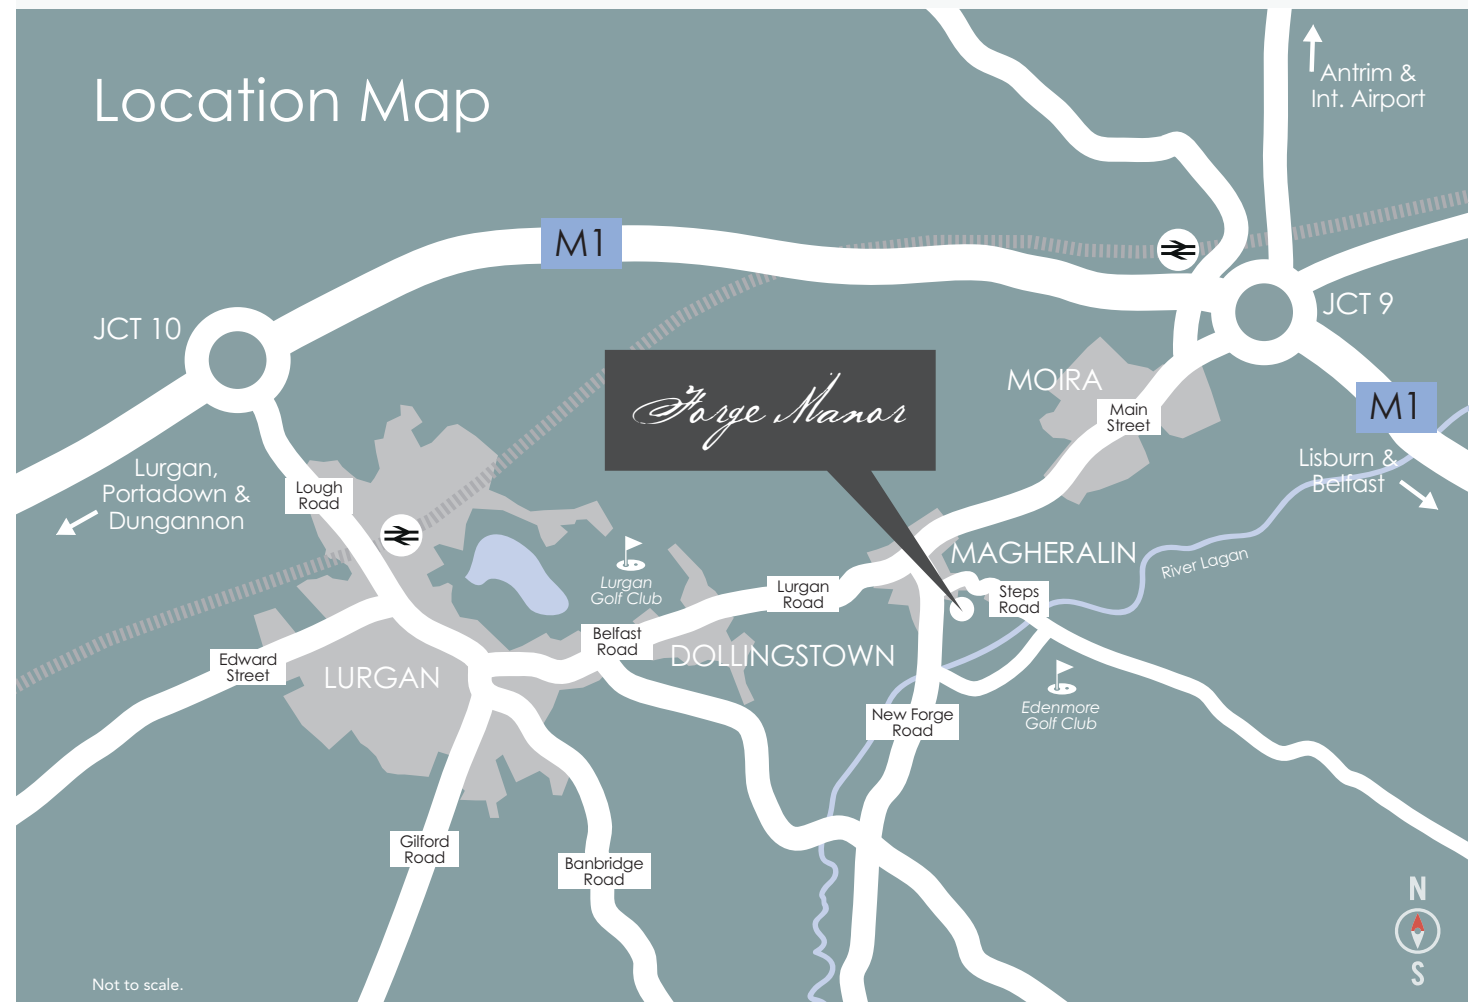 Location Map
Antrim &
Int. Airport
M1
JCT 10
JCT 9
Forge Manor
MOIRA
Main
Street
M1
Lisburn &
Belfast
Lurgan,
Portadown &
Dungannon
Lough
Road
Lurgan
Golf Club
MAGHERALIN
River Lagan
Lurgan
Road
Steps
Road
Belfast
Road
DOLLINGSTOWN
Edward
Street
LURGAN
New Forge
Road
Edenmore
Golf Club
Gilford
Road
Banbridge
Road
N
S
Not to scale.